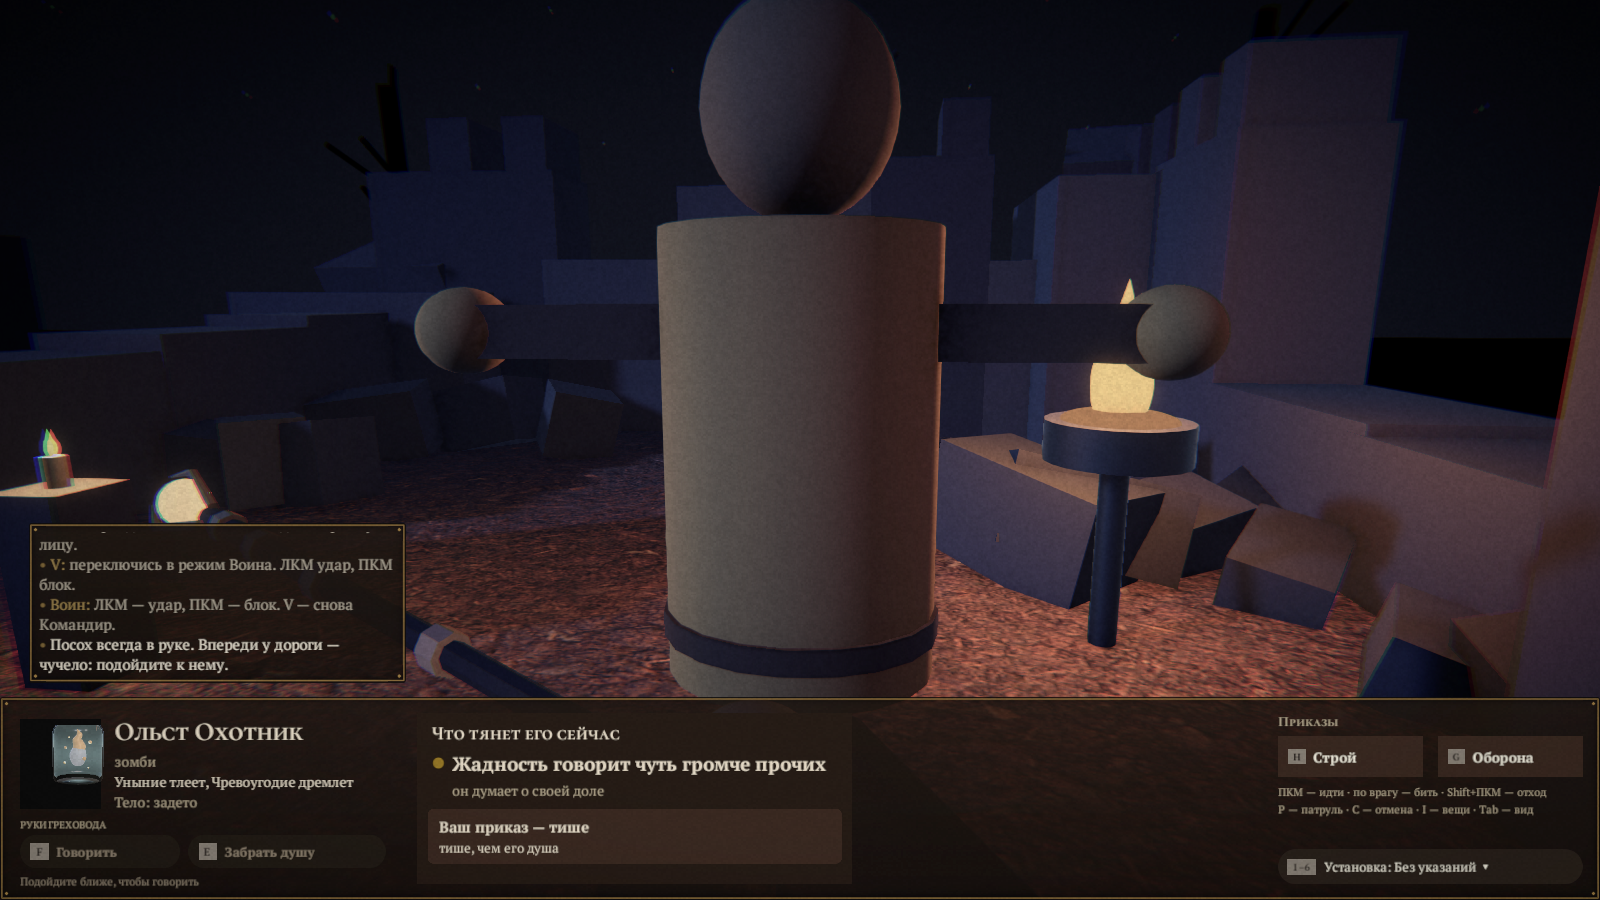 лицу.
• V: переключись в режим Воина. ЛКМ удар, ПКМ
блок.
• Воин: ЛКМ — удар, ПКМ — блок. V — снова
Командир.
• Посох всегда в руке. Впереди у дороги —
чучело: подойдите к нему.
Ольст Охотник
зомби
Уныние тлеет, Чревоугодие дремлет
Тело: задето
РУКИ ГРЕХОВОДА
F Говорить
E Забрать душу
Подойдите ближе, чтобы говорить
Что тянет его сейчас
Жадность говорит чуть громче прочих
он думает о своей доле
Ваш приказ — тише
тише, чем его душа
Приказы
H Строй
G Оборона
ПКМ — идти · по врагу — бить · Shift+ПКМ — отход
P — патруль · C — отмена · I — вещи · Tab — вид
1–6 Установка: Без указаний ▾